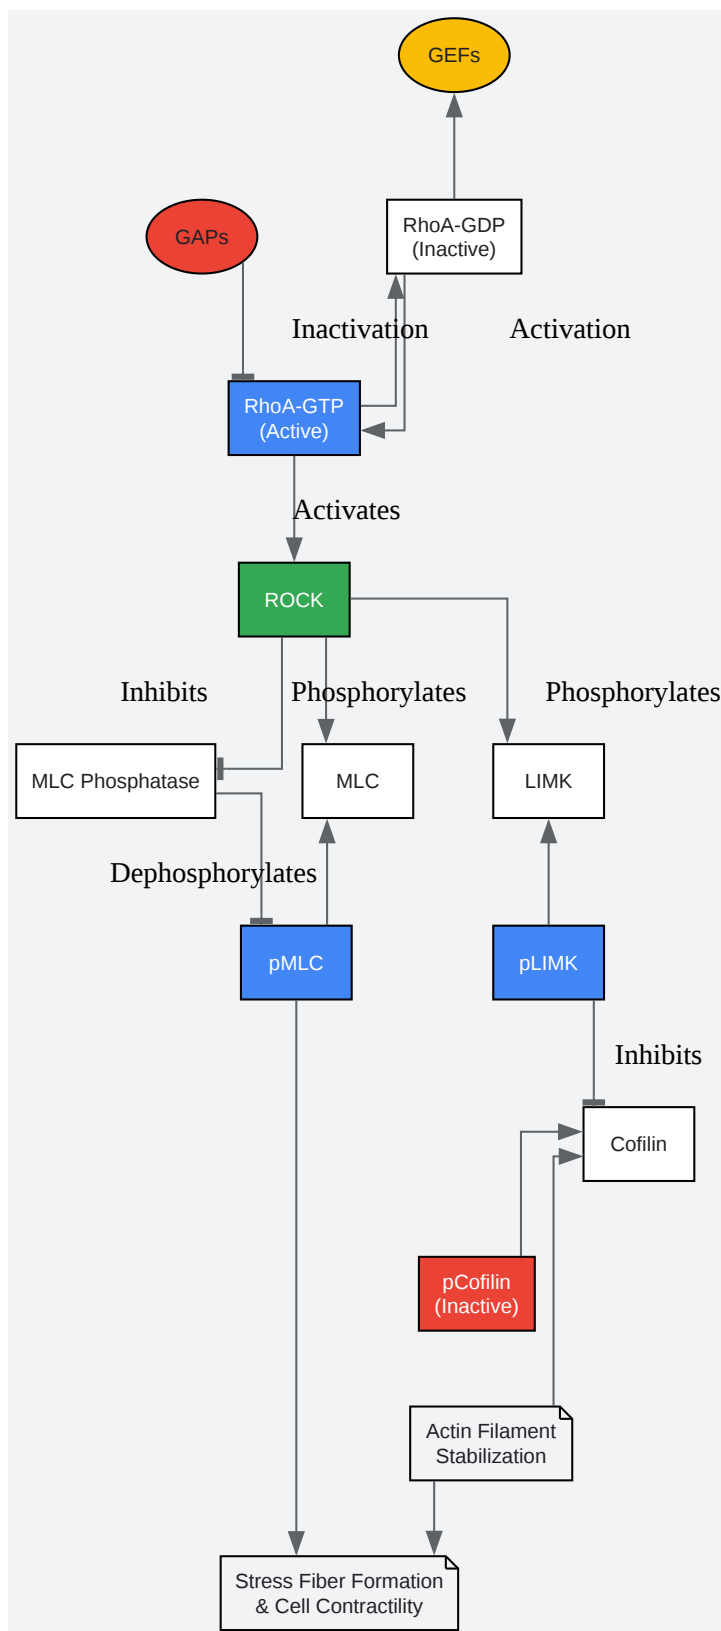 GEFs
GAPs
RhoA-GDP
(Inactive)
Inactivation
Activation
RhoA-GTP
(Active)
Activates
ROCK
Inhibits
Phosphorylates
Phosphorylates
MLC Phosphatase
MLC
LIMK
Dephosphorylates
pMLC
pLIMK
Inhibits
Cofilin
pCofilin
(Inactive)
Actin Filament
Stabilization
Stress Fiber Formation
& Cell Contractility